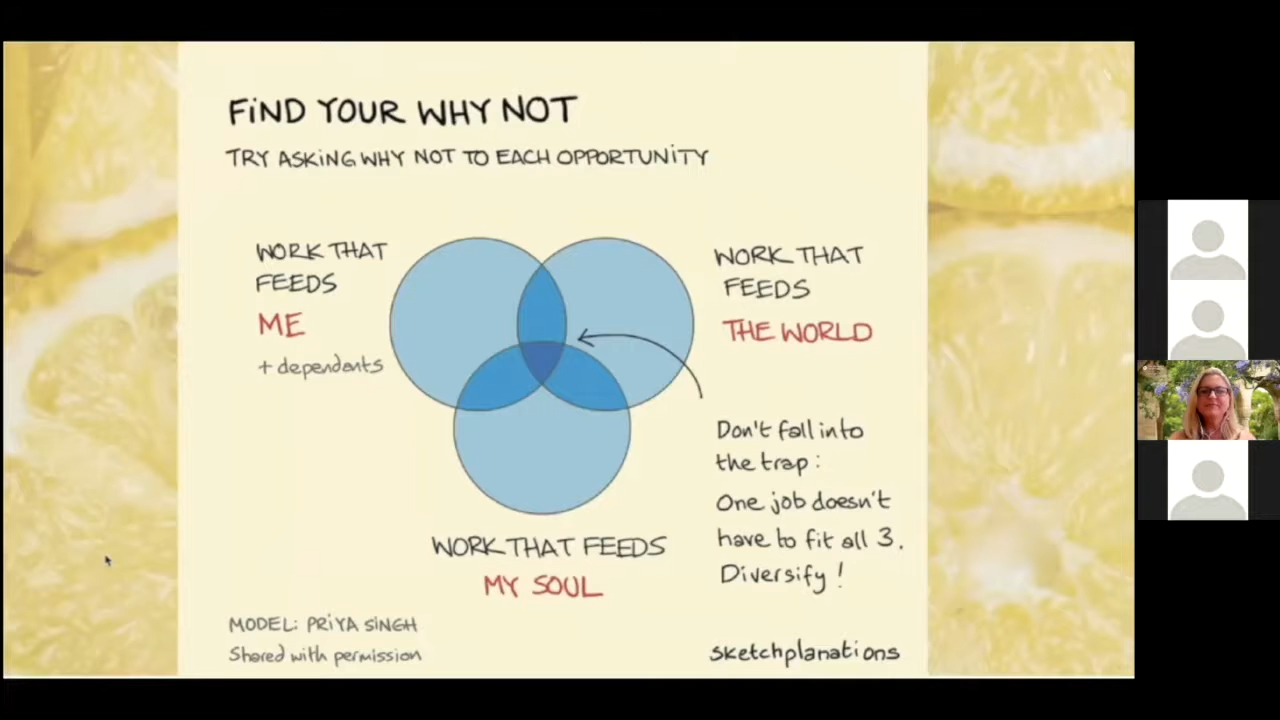 FiND YOUR WHY NOT
TRY ASKiNG WHY NOT TO EACH OPPORTUNiTY
WORK THAT
FEEDS
ME
+ dependents
WORK THAT
FEEDS
THE WORLD
Don't fall into
the trap:
One job doesn't
have to fit all 3.
Diversify!
WORK THAT FEEDS
MY SOUL
MODEL: PRiYA SiNGH
Shared with permission
sketchplanations